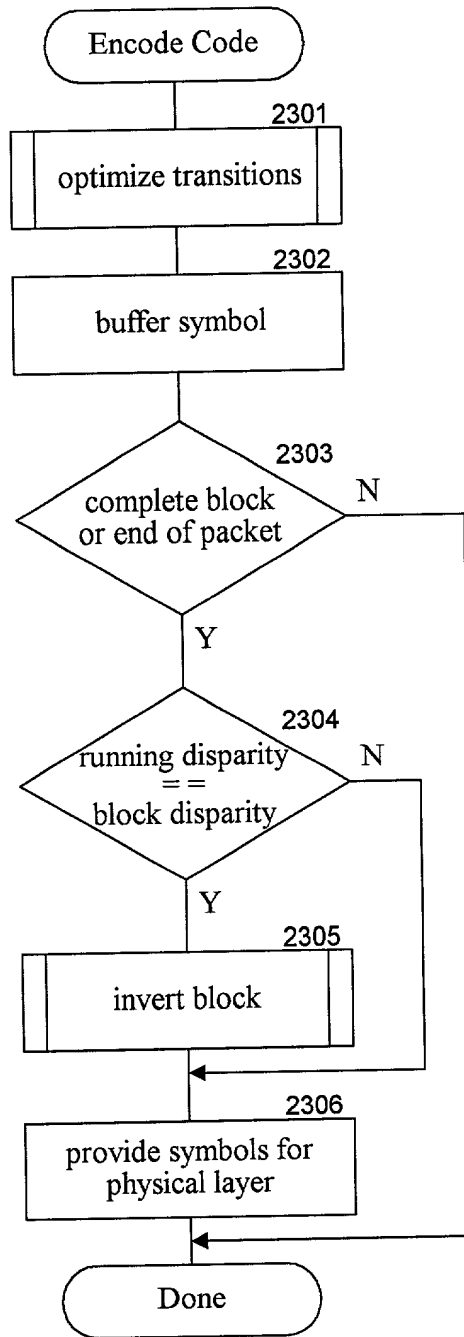 Encode Code
2301
optimize transitions
2302
buffer symbol
2303
complete block
or end of packet
N
Y
2304
running disparity
= =
block disparity
N
Y
2305
invert block
2306
provide symbols for
physical layer
Done